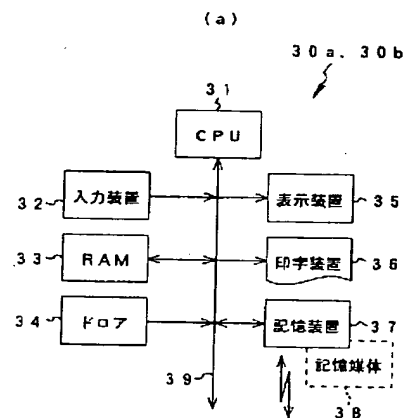 (a)
30a、30b
31
CPU
32
入力装置
表示装置
35
33
RAM
印字装置
36
34
ドロア
記憶装置
37
記憶媒体
39
38